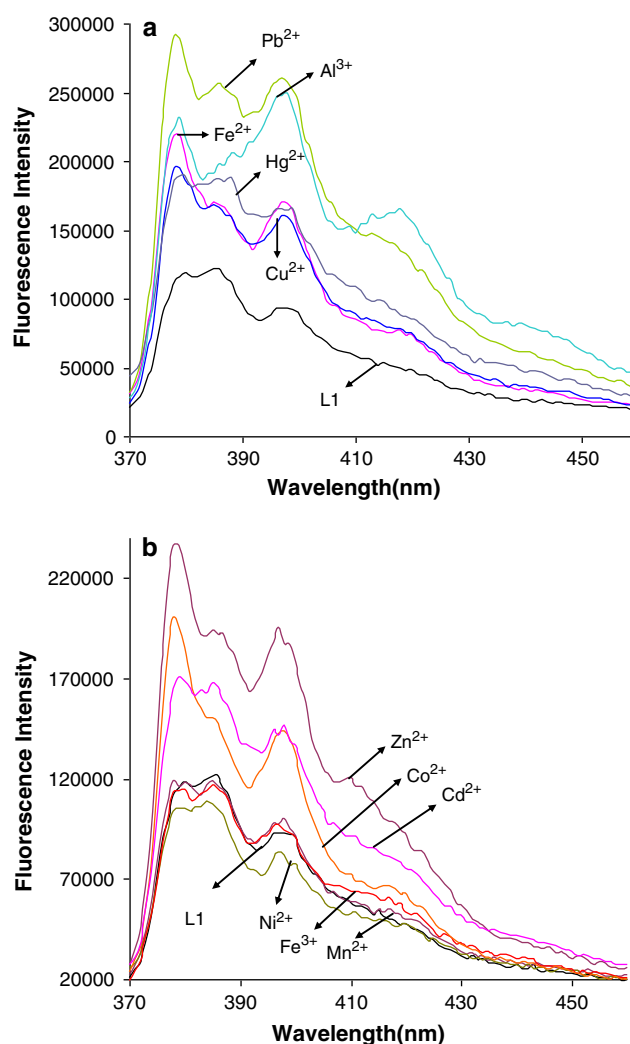 a
300000
250000
200000
150000
100000
50000
0
Fluorescence Intensity
Pb²⁺
Al³⁺
Fe²⁺
Hg²⁺
Cu²⁺
L1
370 390 410 430 450
Wavelength(nm)
b
220000
170000
120000
70000
20000
Fluorescence Intensity
Zn²⁺
Co²⁺
Cd²⁺
L1
Ni²⁺
Fe³⁺
Mn²⁺
370 390 410 430 450
Wavelength(nm)